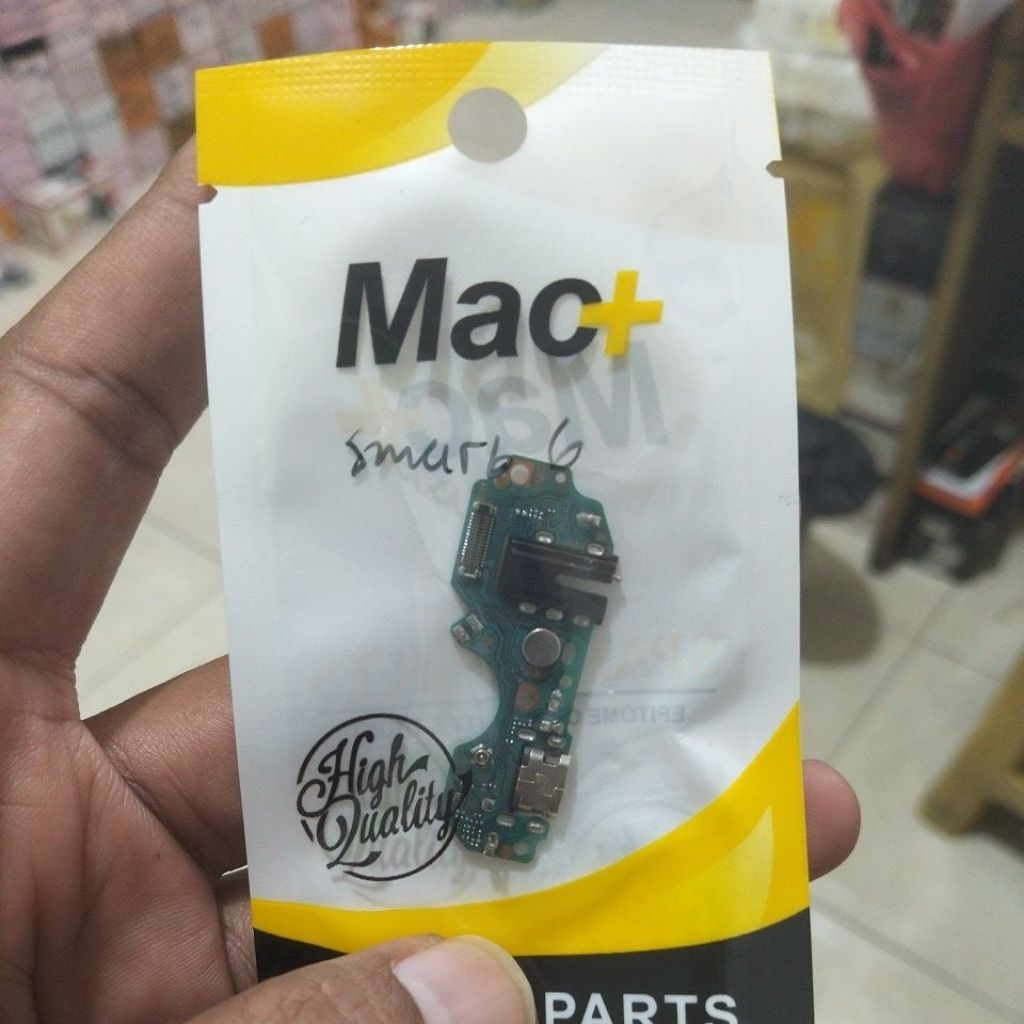 Mac+
smart 6
High
Quality
PARTS